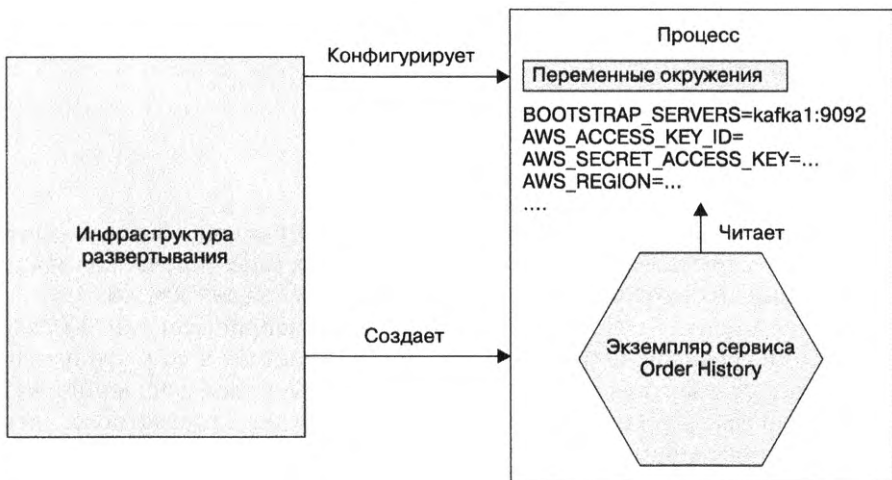 Процесс
Конфигурирует
Переменные окружения
BOOTSTRAP_SERVERS=kafka1:9092
AWS_ACCESS_KEY_ID=
AWS_SECRET_ACCESS_KEY=...
AWS_REGION=...
....
Инфраструктура
развертывания
Читает
Создает
Экземпляр сервиса
Order History